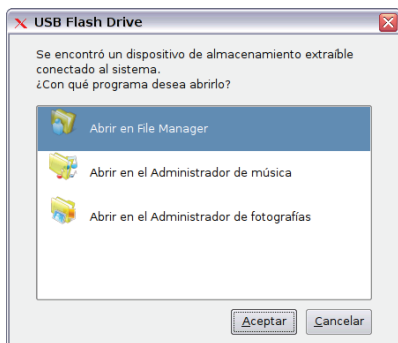 USB Flash Drive
Se encontró un dispositivo de almacenamiento extraíble
conectado al sistema.
¿Con qué programa desea abrirlo?
Abrir en File Manager
Abrir en el Administrador de música
Abrir en el Administrador de fotografías
Aceptar Cancelar